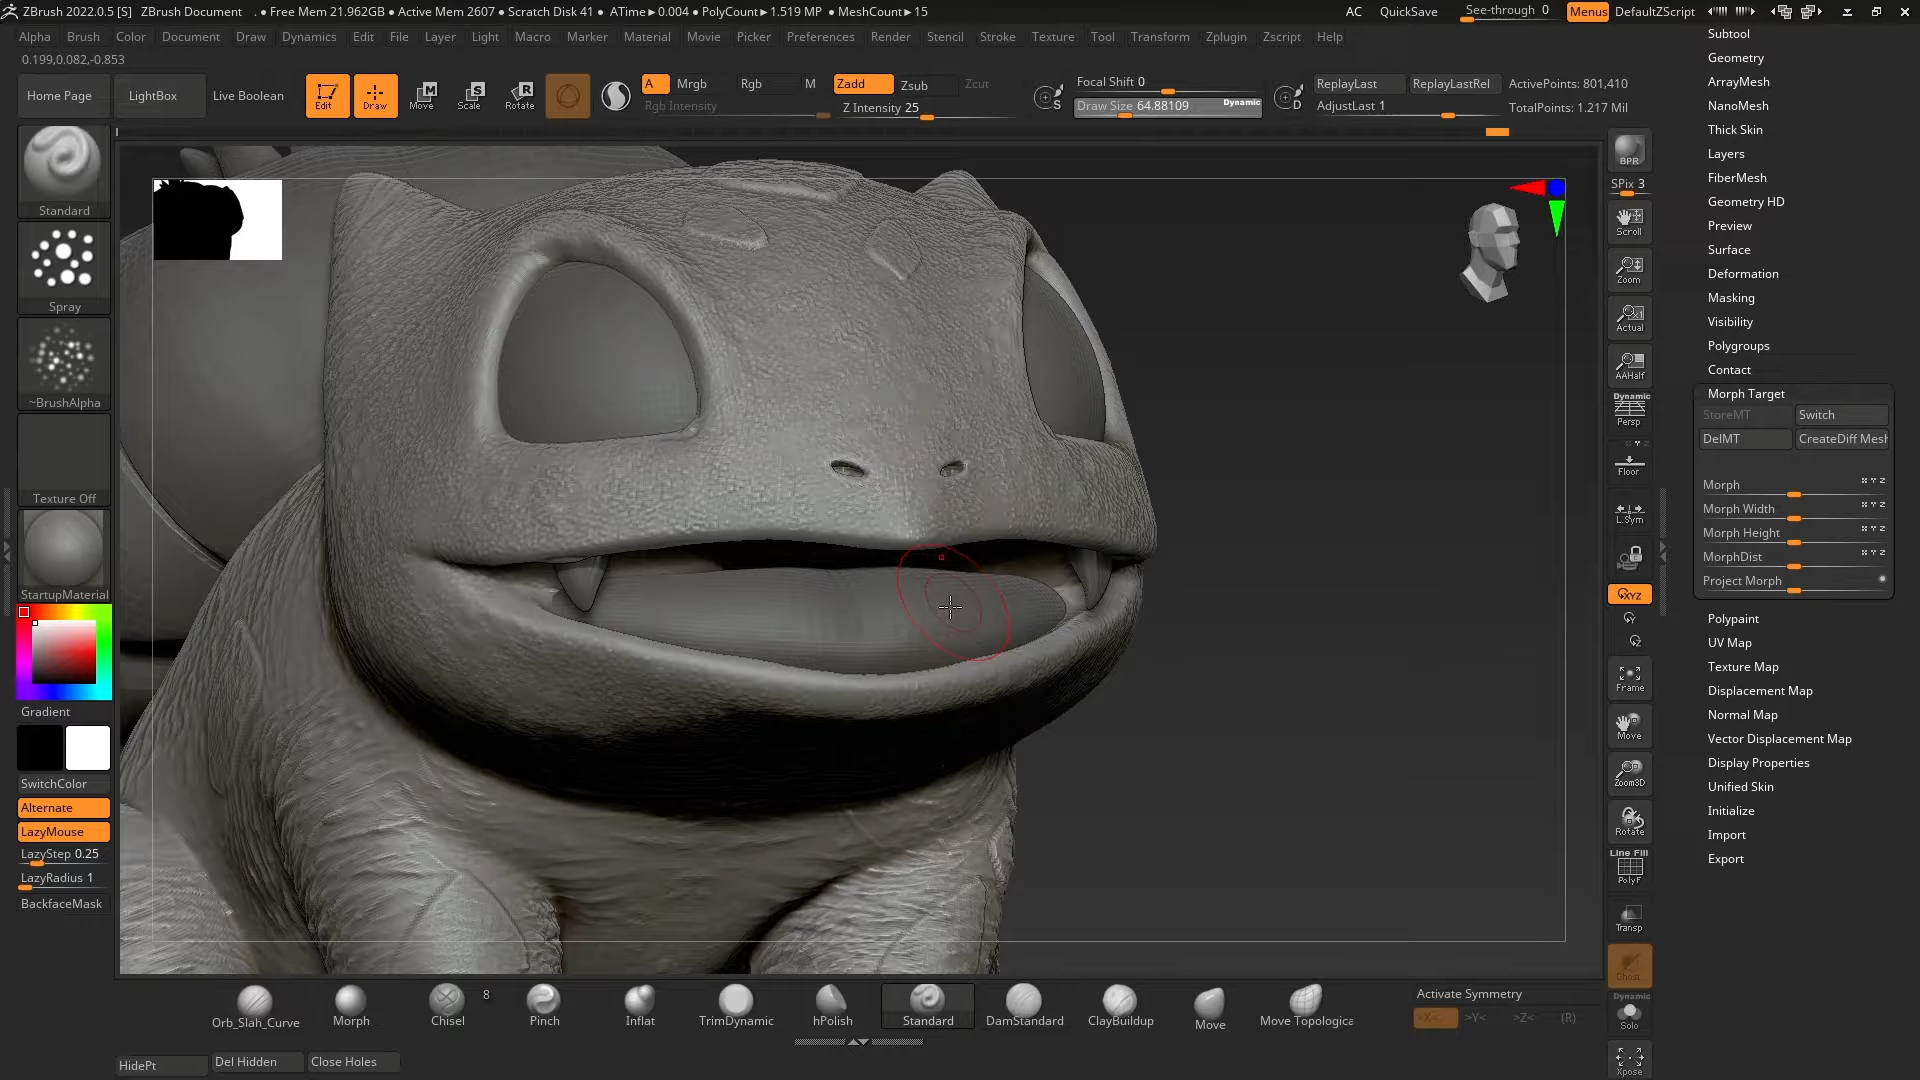 ZBrush 2022.0.5 [S] ZBrush Document . ● Free Mem 21.962GB ● Active Mem 2607 ● Scratch Disk 41 ● ATime►0.004 ● PolyCount►1.519 MP ● MeshCount►15 AC QuickSave See-through 0 Menus DefaultZScript
Alpha Brush Color Document Draw Dynamics Edit File Layer Light Macro Marker Material Movie Picker Preferences Render Stencil Stroke Texture Tool Transform Zplugin Zscript Help
0.199,0.082,-0.853
Home Page LightBox Live Boolean Edit Draw Move Scale Rotate
A Mrgb Rgb M Zadd Zsub Zcut
Rgb Intensity Z Intensity 25
Focal Shift 0
Draw Size 64.88109 Dynamic
S D
ReplayLast ReplayLastRel ActivePoints: 801,410
AdjustLast 1 TotalPoints: 1.217 Mil
Standard
Spray
~BrushAlpha
Texture Off
StartupMaterial
Gradient
SwitchColor
Alternate
LazyMouse
LazyStep 0.25
LazyRadius 1
BackfaceMask
BPR
SPix 3
Scroll
Zoom
Actual
AAHalf
Dynamic
Persp
Floor
L.Sym
XYZ
Y
Z
Frame
Move
Zoom3D
Rotate
Line Fill
PolyF
Transp
Ghost
Dynamic
Solo
Xpose
Subtool
Geometry
ArrayMesh
NanoMesh
Thick Skin
Layers
FiberMesh
Geometry HD
Preview
Surface
Deformation
Masking
Visibility
Polygroups
Contact
Morph Target
StoreMT Switch
DelMT CreateDiff Mesh
Morph X Y Z
Morph Width X Y Z
Morph Height X Y Z
MorphDist X Y Z
Project Morph
Polypaint
UV Map
Texture Map
Displacement Map
Normal Map
Vector Displacement Map
Display Properties
Unified Skin
Initialize
Import
Export
8
Orb_Slah_Curve Morph Chisel Pinch Inflat TrimDynamic hPolish Standard DamStandard ClayBuildup Move Move Topologica
Activate Symmetry
>X< >Y< >Z< (R)
HidePt Del Hidden Close Holes